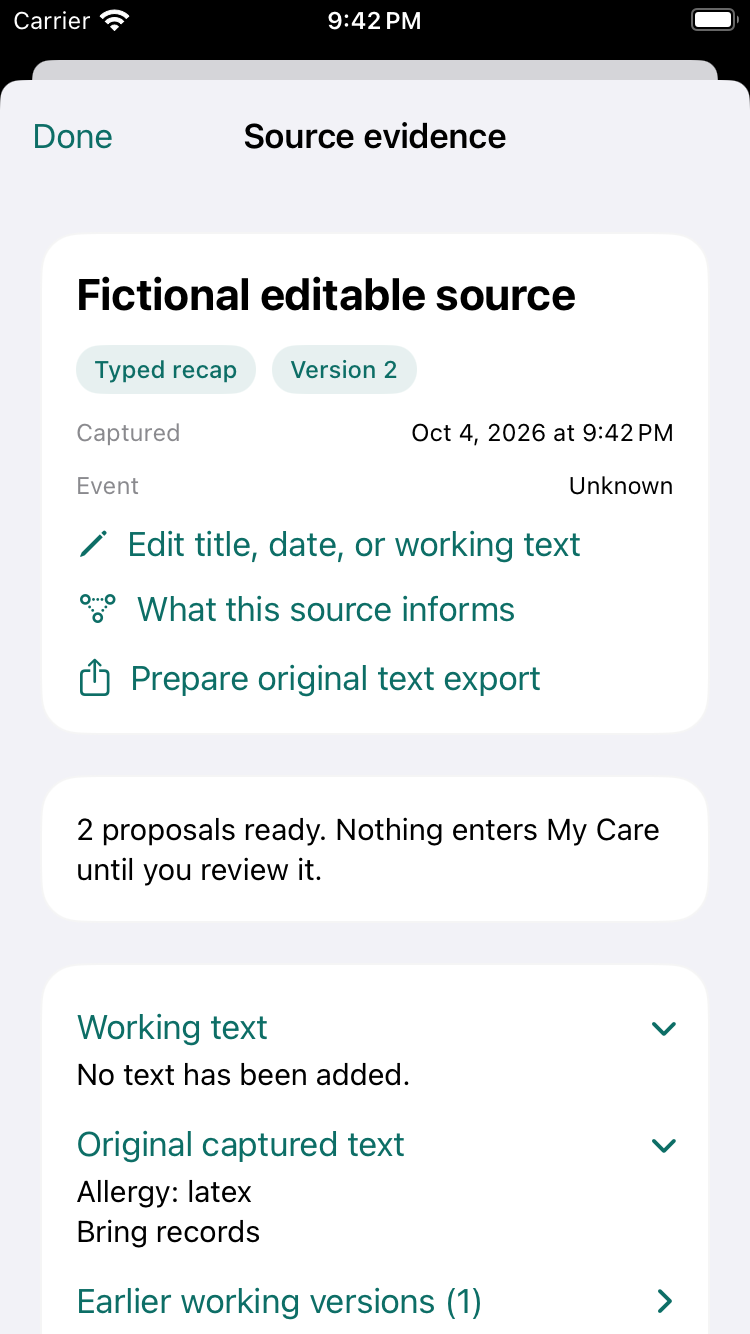 Carrier 9:42 PM
Done Source evidence
Fictional editable source
Typed recap Version 2
Captured Oct 4, 2026 at 9:42 PM
Event Unknown
Edit title, date, or working text
What this source informs
Prepare original text export
2 proposals ready. Nothing enters My Care
until you review it.
Working text
No text has been added.
Original captured text
Allergy: latex
Bring records
Earlier working versions (1)